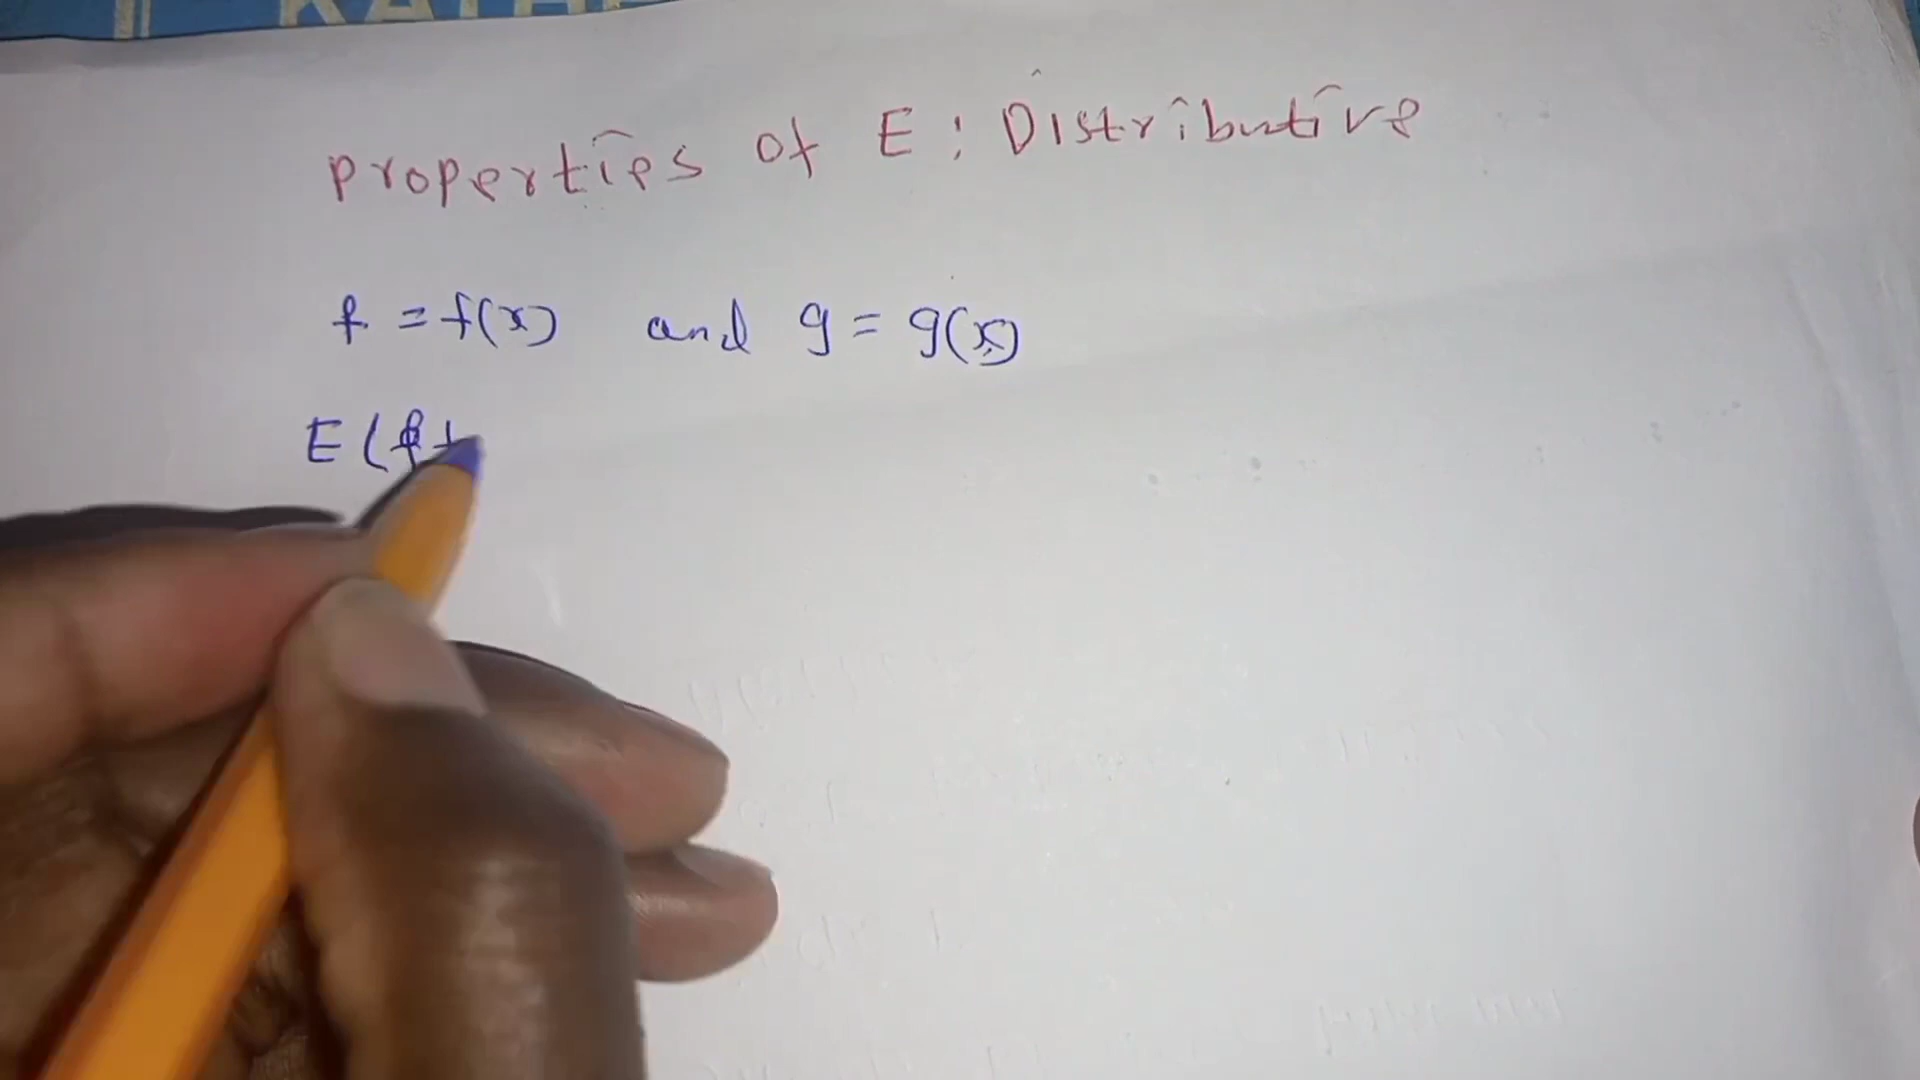 Properties of E : Distributive
f = f(x) and g = g(x)
E (f+